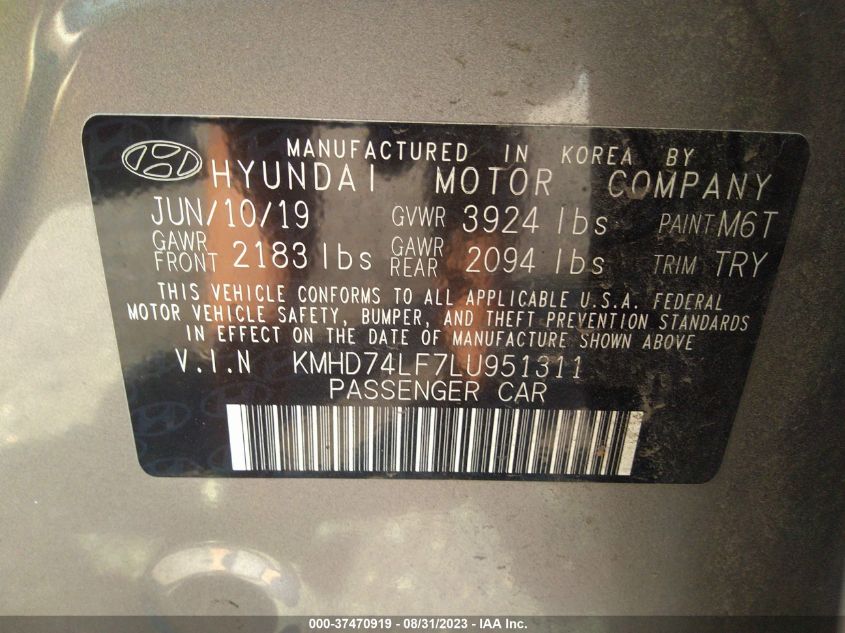 MANUFACTURED IN KOREA BY
HYUNDAI MOTOR COMPANY
JUN/10/19 GVWR 3924 lbs PAINT M6T
GAWR FRONT 2183 lbs GAWR REAR 2094 lbs TRIM TRY
THIS VEHICLE CONFORMS TO ALL APPLICABLE U.S.A. FEDERAL
MOTOR VEHICLE SAFETY, BUMPER, AND THEFT PREVENTION STANDARDS
IN EFFECT ON THE DATE OF MANUFACTURE SHOWN ABOVE
V.I.N KMHD74LF7LU951311
PASSENGER CAR
000-37470919 - 08/31/2023 - IAA Inc.